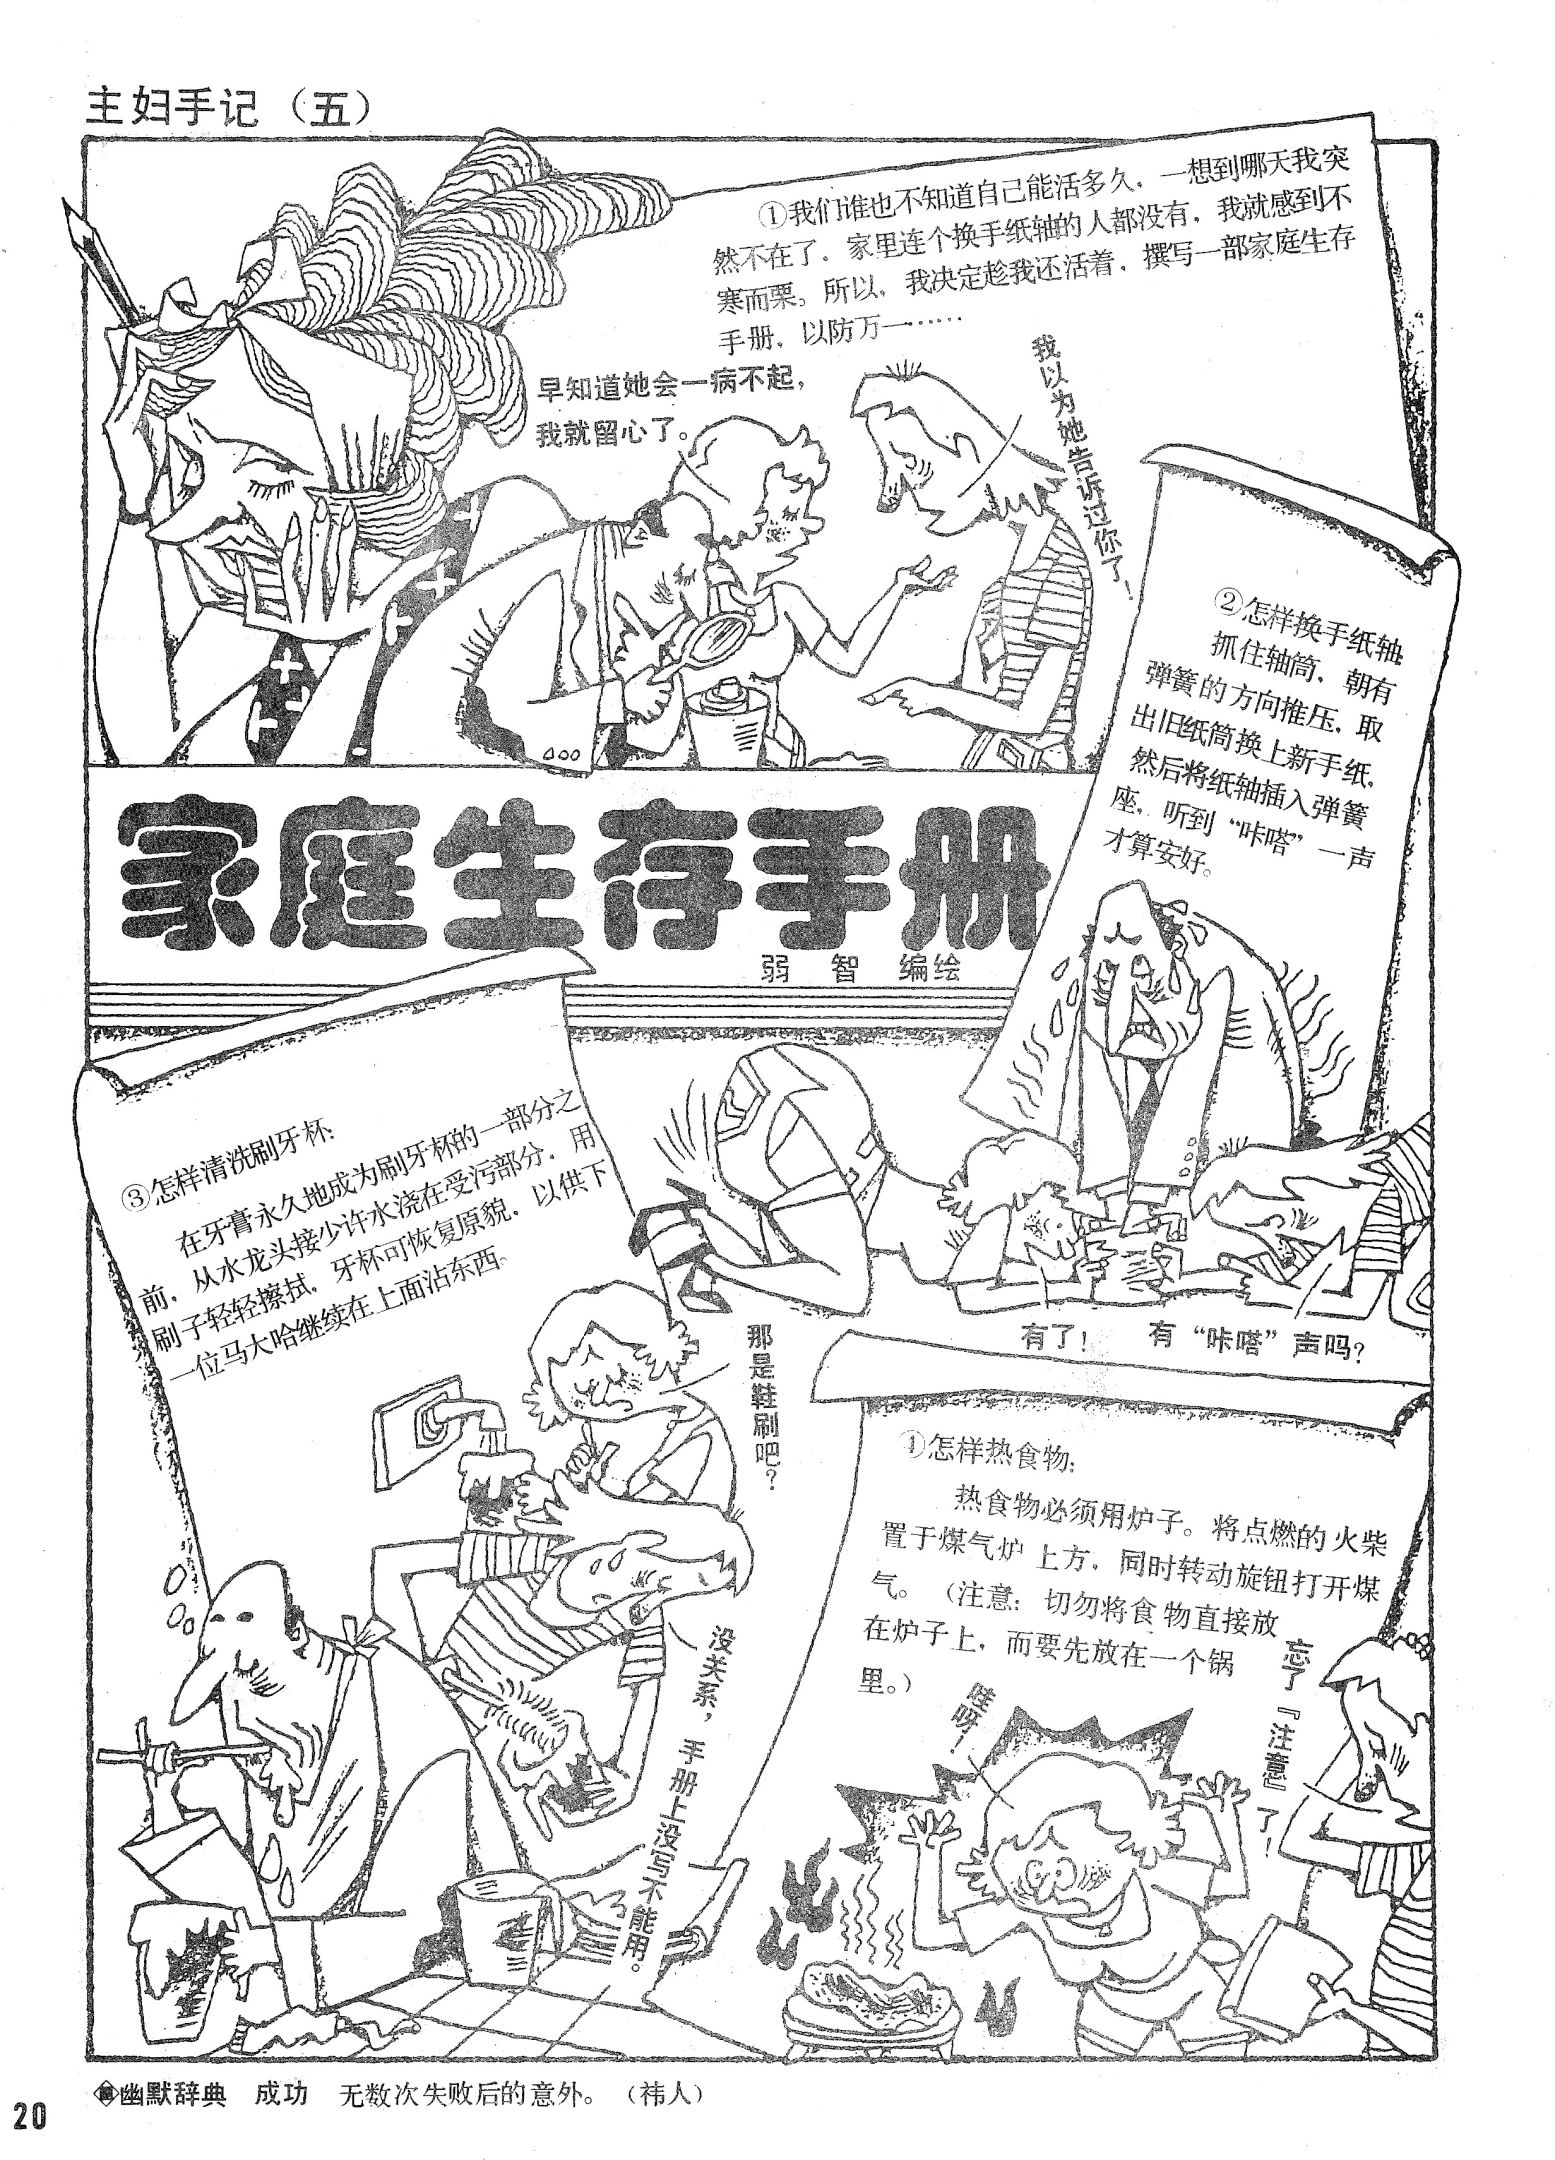 主妇手记（五）
①我们谁也不知道自己能活多久，一想到哪天我突
然不在了，家里连个换手纸轴的人都没有，我就感到不
寒而栗。所以，我决定趁我还活着，撰写一部家庭生存
手册，以防万一……
早知道她会一病不起，
我就留心了。
我以为她告诉过你了！
②怎样换手纸轴：
抓住轴筒，朝有
弹簧的方向推压，取
出旧纸筒换上新手纸，
然后将纸轴插入弹簧
座，听到“咔嗒”一声
才算安好。
家庭生存手册
弱 智 编绘
有了！
有“咔嗒”声吗？
③怎样清洗刷牙杯：
在牙膏永久地成为刷牙杯的一部分之
前，从水龙头接少许水浇在受污部分，用
刷子轻轻擦拭，牙杯可恢复原貌，以供下
一位马大哈继续在上面沾东西。
那是鞋刷吧？
没关系，手册上没写不能用。
④怎样热食物：
热食物必须用炉子。将点燃的火柴
置于煤气炉上方，同时转动旋钮打开煤
气。（注意：切勿将食物直接放
在炉子上，而要先放在一个锅
里。）
哇呀！
忘了『注意』了！
幽默辞典 成功 无数次失败后的意外。（祎人）
20